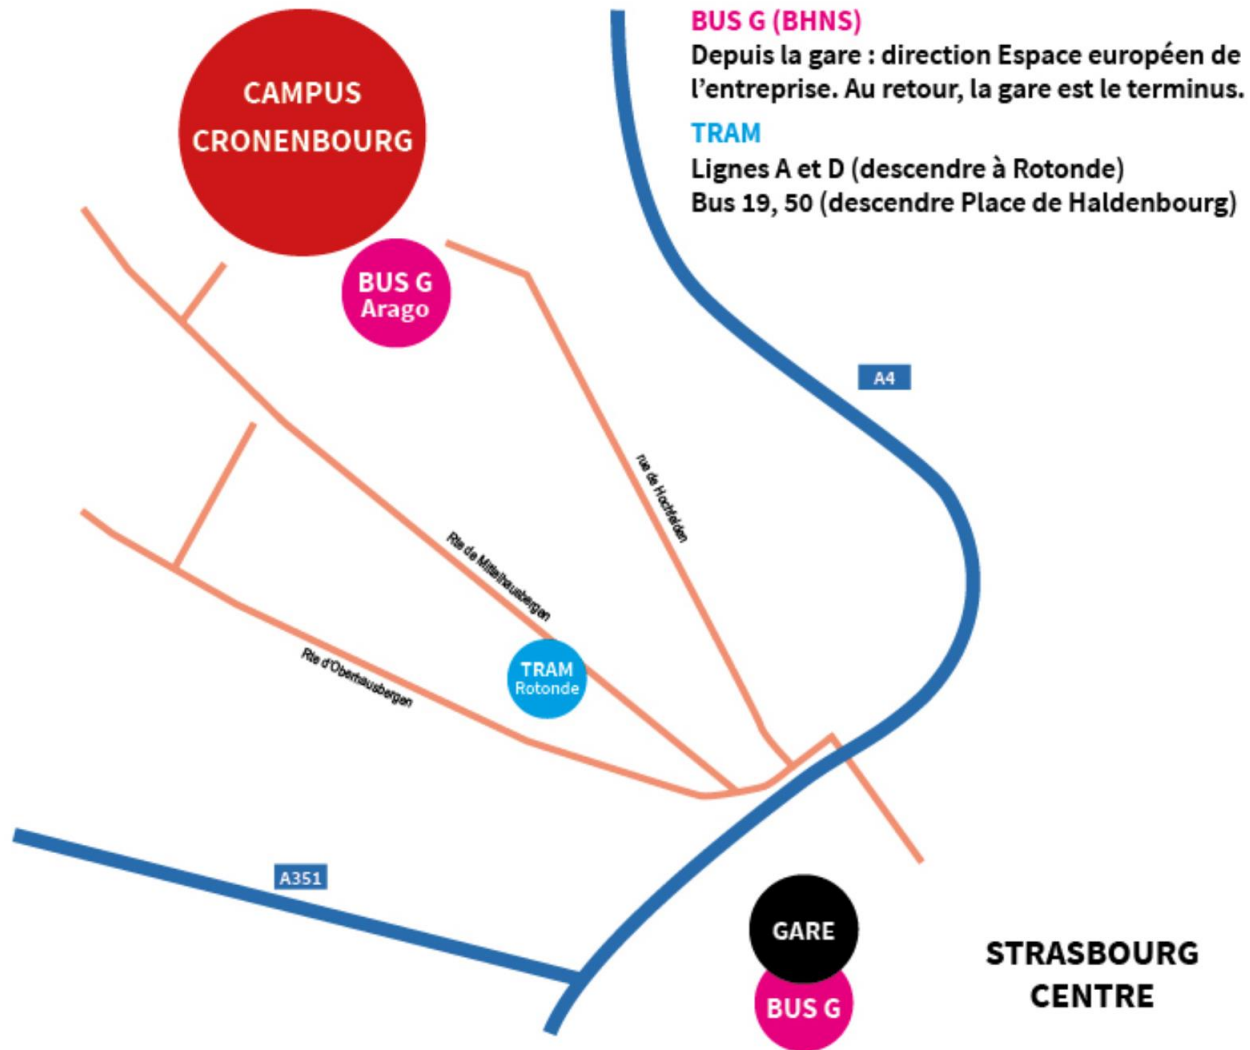 BUS G (BHNS)
Depuis la gare : direction Espace européen de
l'entreprise. Au retour, la gare est le terminus.
TRAM
Lignes A et D (descendre à Rotonde)
Bus 19, 50 (descendre Place de Haldenbourg)
CAMPUS
CRONENBOURG
BUS G
Arago
A4
rue de Hochfelden
Rte de Mittelhausbergen
TRAM
Rotonde
Rte d'Oberhausbergen
A351
GARE
BUS G
STRASBOURG
CENTRE